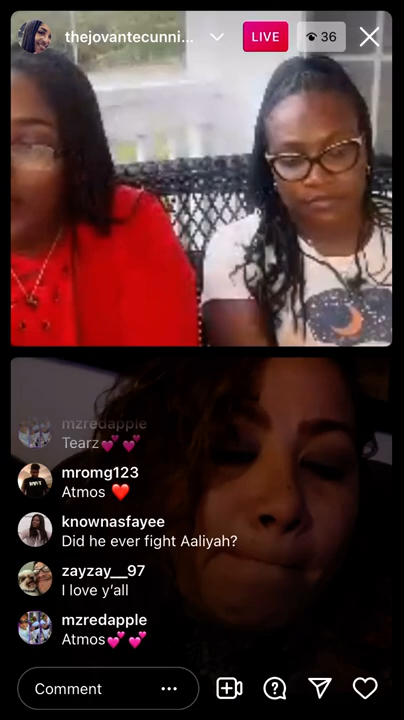 thejovantecunni...
LIVE
36
mzredapple
Tearz💕💕
mromg123
Atmos ❤️
knownasfayee
Did he ever fight Aaliyah?
zayzay__97
I love y'all
mzredapple
Atmos💕💕
Comment